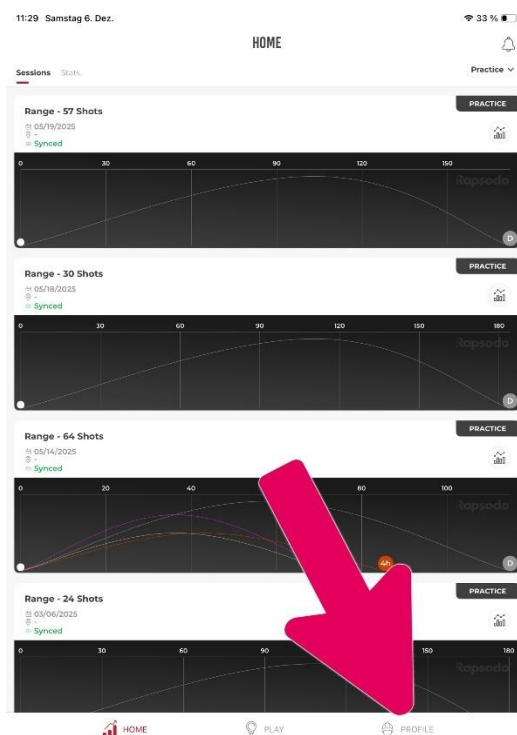 11:29 Samstag 6. Dez. 33 %
HOME
Sessions Stats
Practice
PRACTICE
Range - 57 Shots
05/19/2025
-
Synced
0 30 60 90 120 150
Rapsodo
D
PRACTICE
Range - 30 Shots
05/18/2025
-
Synced
0 30 60 90 120 150 180
Rapsodo
D
PRACTICE
Range - 64 Shots
05/14/2025
-
Synced
0 20 40 60 80 100
Rapsodo
4h D
PRACTICE
Range - 24 Shots
03/06/2025
-
Synced
0 30 60 90 150 180
Rapsodo
HOME PLAY PROFILE